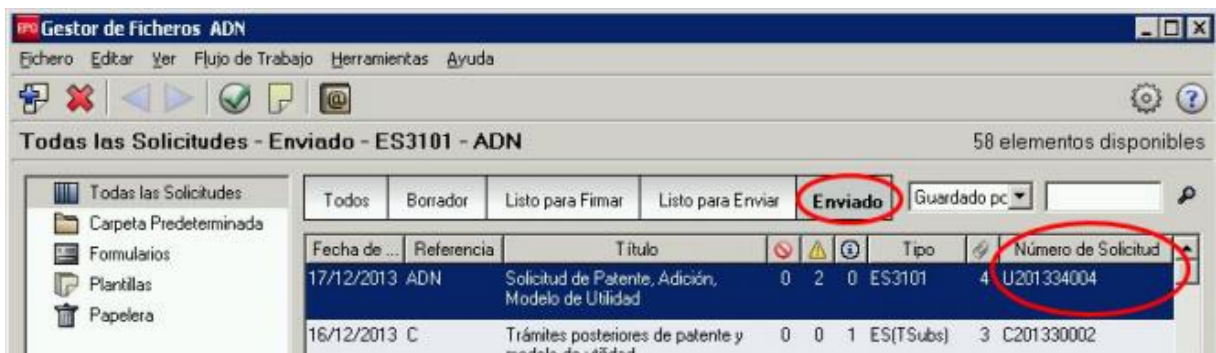 EPO Gestor de Ficheros ADN
Fichero Editar Ver Flujo de Trabajo Herramientas Ayuda
Todas las Solicitudes - Enviado - ES3101 - ADN 58 elementos disponibles
Todas las Solicitudes
Carpeta Predeterminada
Formularios
Plantillas
Papelera
Todos Borrador Listo para Firmar Listo para Enviar Enviado Guardado pc
Fecha de ... Referencia Título Tipo Número de Solicitud
17/12/2013 ADN Solicitud de Patente, Adición, 0 2 0 ES3101 4 U201334004
Modelo de Utilidad
16/12/2013 C Trámites posteriores de patente y 0 0 1 ES(TSubs) 3 C201330002
modelo de utilidad